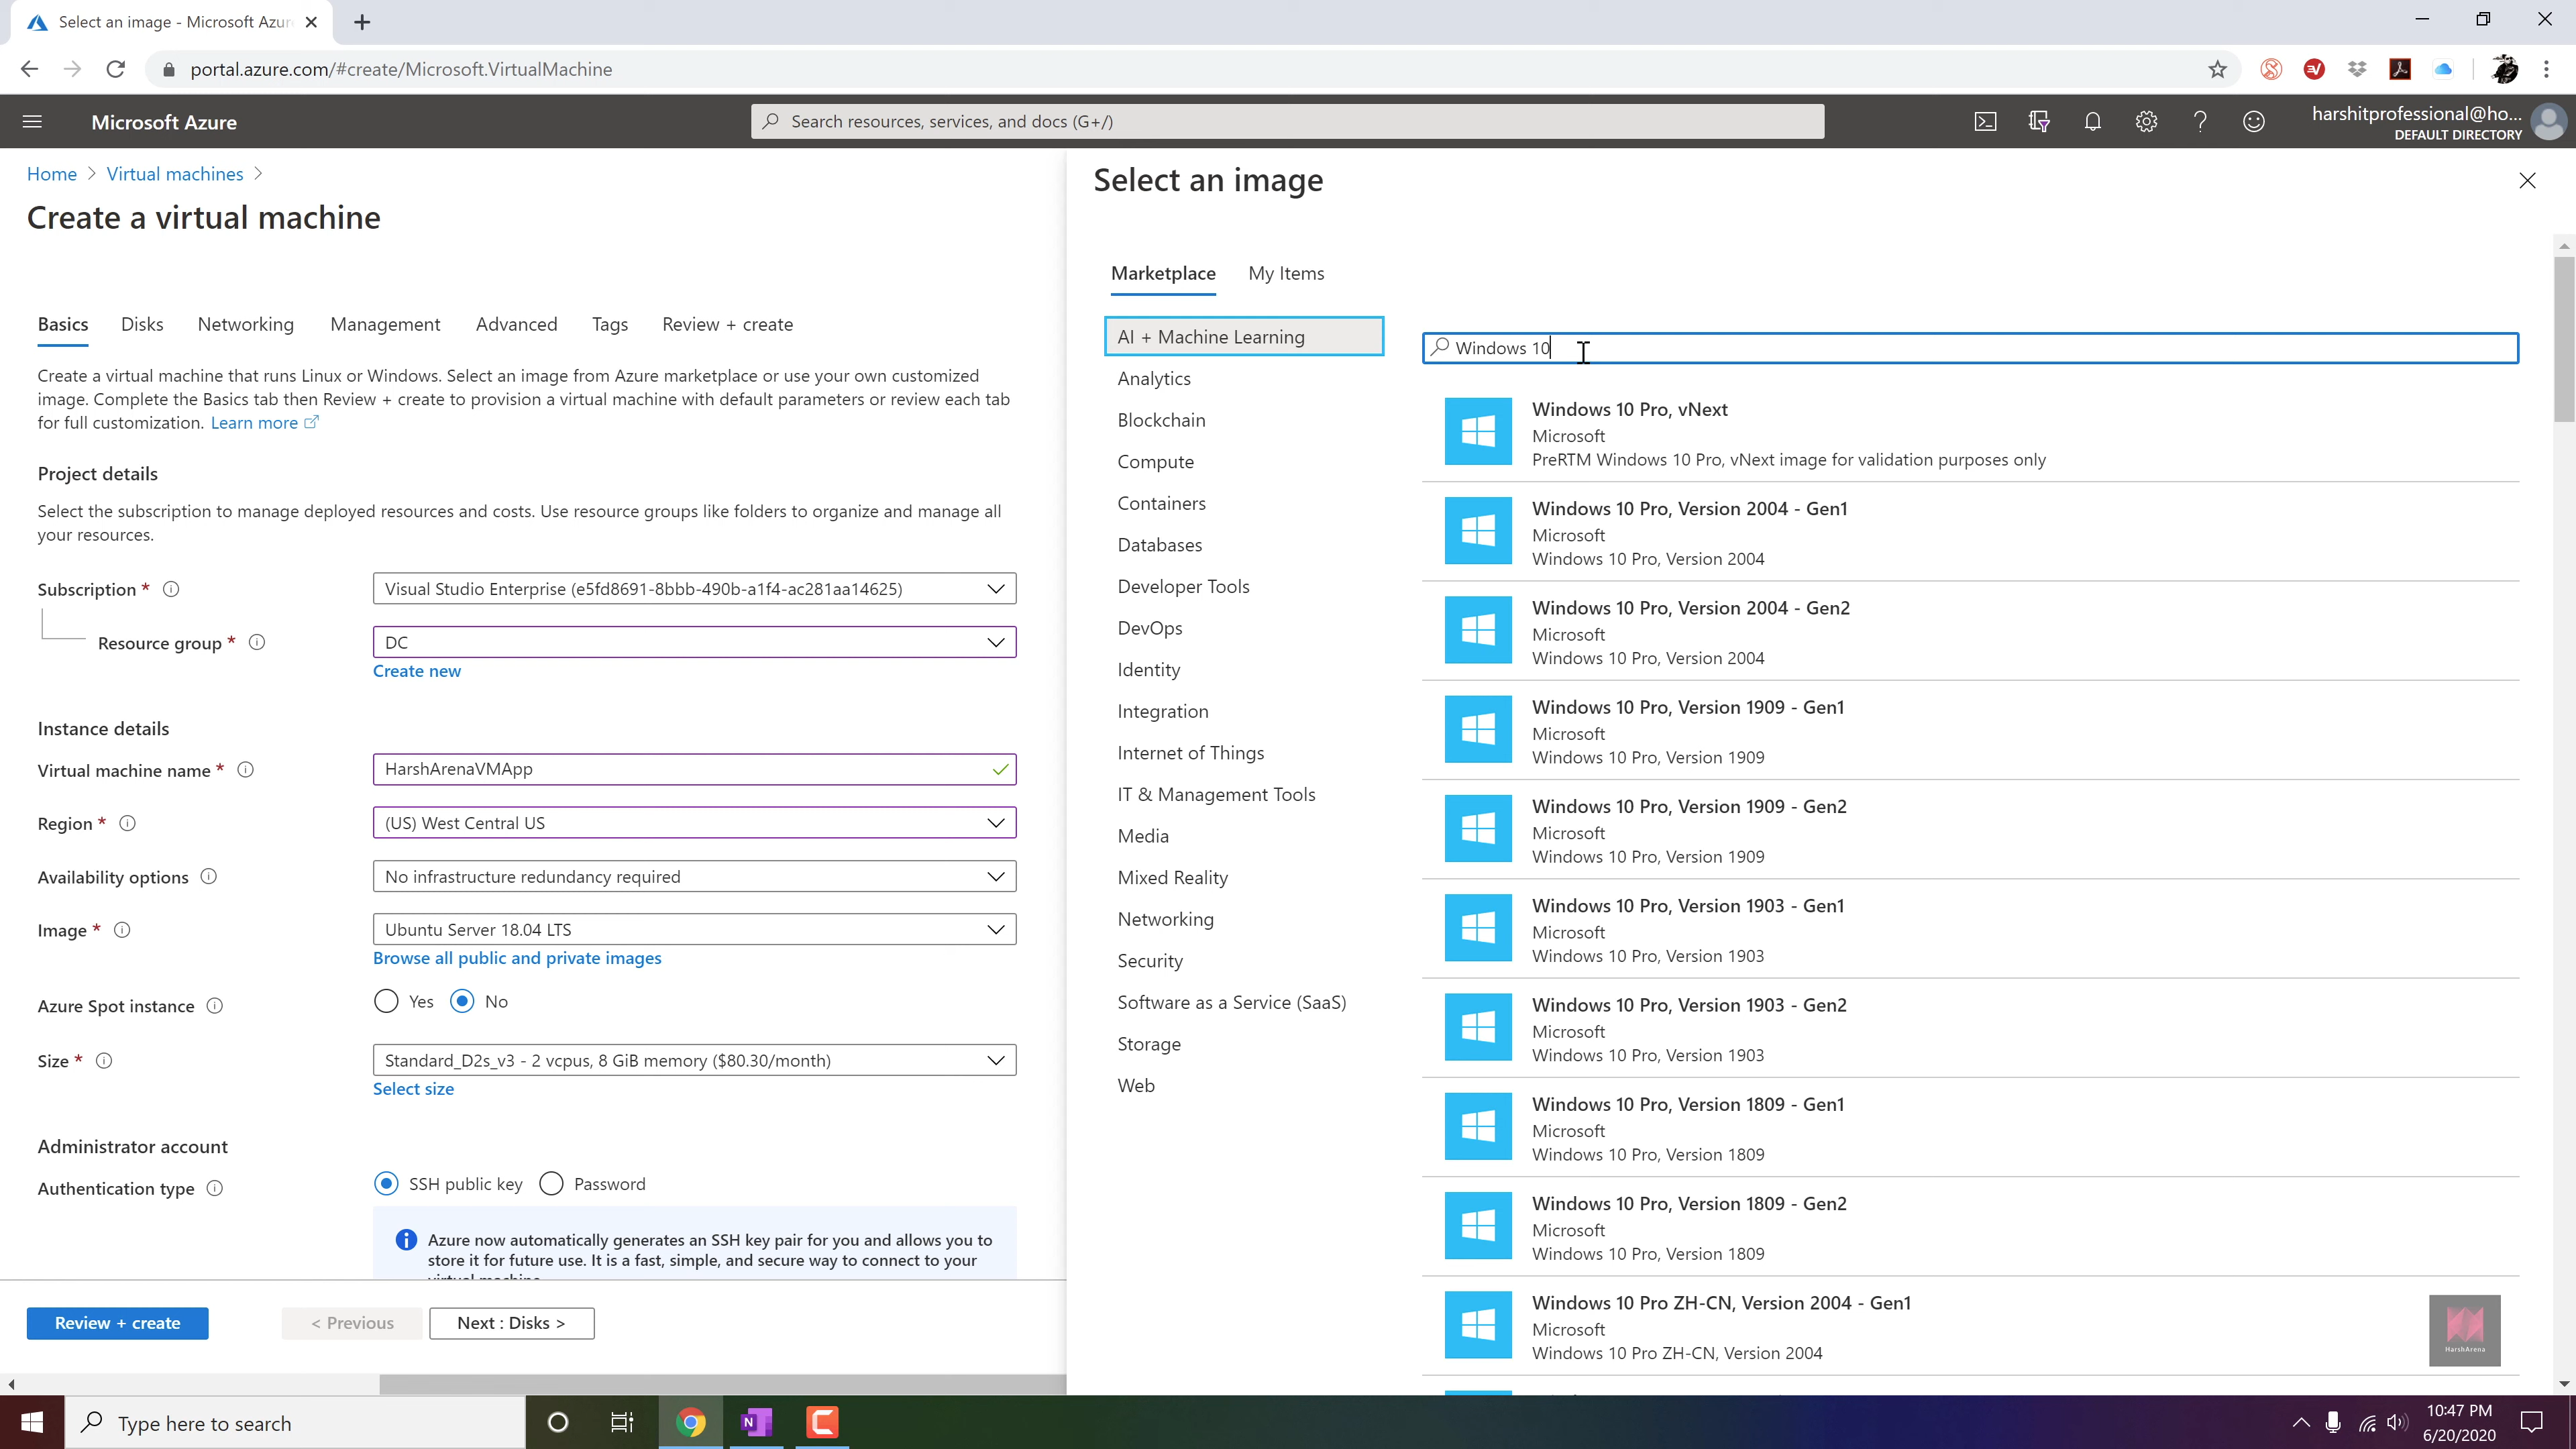 Select an image - Microsoft Azur
portal.azure.com/#create/Microsoft.VirtualMachine
Microsoft Azure
Search resources, services, and docs (G+/)
harshitprofessional@ho...
DEFAULT DIRECTORY
Home > Virtual machines >
Create a virtual machine
Basics Disks Networking Management Advanced Tags Review + create
Create a virtual machine that runs Linux or Windows. Select an image from Azure marketplace or use your own customized
image. Complete the Basics tab then Review + create to provision a virtual machine with default parameters or review each tab
for full customization. Learn more
Project details
Select the subscription to manage deployed resources and costs. Use resource groups like folders to organize and manage all
your resources.
Subscription * Visual Studio Enterprise (e5fd8691-8bbb-490b-a1f4-ac281aa14625)
Resource group * DC
Create new
Instance details
Virtual machine name * HarshArenaVMApp
Region * (US) West Central US
Availability options No infrastructure redundancy required
Image * Ubuntu Server 18.04 LTS
Browse all public and private images
Azure Spot instance Yes No
Size * Standard_D2s_v3 - 2 vcpus, 8 GiB memory ($80.30/month)
Select size
Administrator account
Authentication type SSH public key Password
Azure now automatically generates an SSH key pair for you and allows you to
store it for future use. It is a fast, simple, and secure way to connect to your
virtual machine.
Review + create < Previous Next : Disks >
Select an image
Marketplace My Items
AI + Machine Learning
Analytics
Blockchain
Compute
Containers
Databases
Developer Tools
DevOps
Identity
Integration
Internet of Things
IT & Management Tools
Media
Mixed Reality
Networking
Security
Software as a Service (SaaS)
Storage
Web
Windows 10
Windows 10 Pro, vNext
Microsoft
PreRTM Windows 10 Pro, vNext image for validation purposes only
Windows 10 Pro, Version 2004 - Gen1
Microsoft
Windows 10 Pro, Version 2004
Windows 10 Pro, Version 2004 - Gen2
Microsoft
Windows 10 Pro, Version 2004
Windows 10 Pro, Version 1909 - Gen1
Microsoft
Windows 10 Pro, Version 1909
Windows 10 Pro, Version 1909 - Gen2
Microsoft
Windows 10 Pro, Version 1909
Windows 10 Pro, Version 1903 - Gen1
Microsoft
Windows 10 Pro, Version 1903
Windows 10 Pro, Version 1903 - Gen2
Microsoft
Windows 10 Pro, Version 1903
Windows 10 Pro, Version 1809 - Gen1
Microsoft
Windows 10 Pro, Version 1809
Windows 10 Pro, Version 1809 - Gen2
Microsoft
Windows 10 Pro, Version 1809
Windows 10 Pro ZH-CN, Version 2004 - Gen1
Microsoft
Windows 10 Pro ZH-CN, Version 2004
HarshArena
Type here to search
10:47 PM
6/20/2020